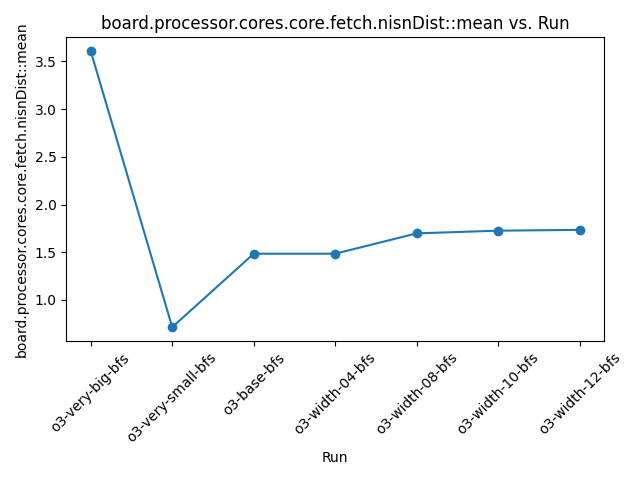 board.processor.cores.core.fetch.nisnDist::mean vs. Run
board.processor.cores.core.fetch.nisnDist::mean
3.5
3.0
2.5
2.0
1.5
1.0
o3-very-big-bfs
o3-very-small-bfs
o3-base-bfs
o3-width-04-bfs
o3-width-08-bfs
o3-width-10-bfs
o3-width-12-bfs
Run